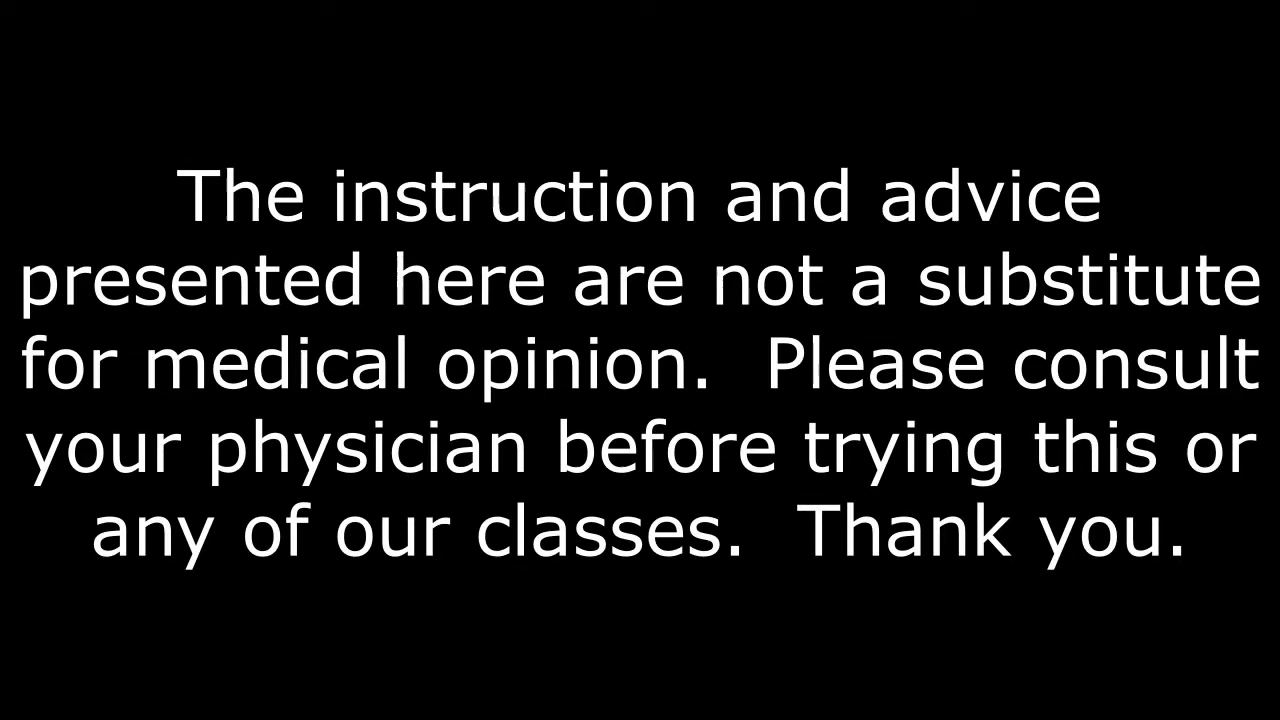 The instruction and advice
presented here are not a substitute
for medical opinion.  Please consult
your physician before trying this or
any of our classes.  Thank you.